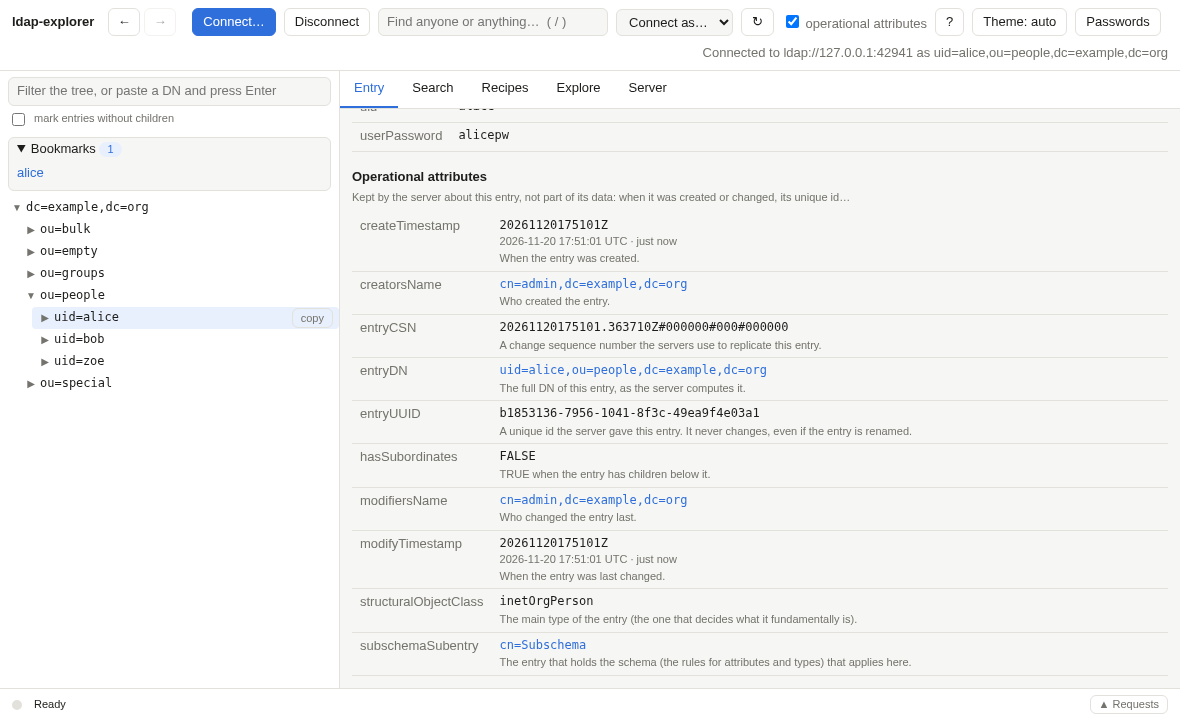 ldap-explorer
←
→
Connect…
Disconnect
Find anyone or anything… ( / )
Connect as…
↻
operational attributes
?
Theme: auto
Passwords
Connected to ldap://127.0.0.1:42941 as uid=alice,ou=people,dc=example,dc=org
Filter the tree, or paste a DN and press Enter
mark entries without children
▼ Bookmarks 1
alice
▼ dc=example,dc=org
▶ ou=bulk
▶ ou=empty
▶ ou=groups
▼ ou=people
▶ uid=alice copy
▶ uid=bob
▶ uid=zoe
▶ ou=special
Entry Search Recipes Explore Server
userPassword alicepw
Operational attributes
Kept by the server about this entry, not part of its data: when it was created or changed, its unique id…
createTimestamp 20261120175101Z
2026-11-20 17:51:01 UTC · just now
When the entry was created.
creatorsName cn=admin,dc=example,dc=org
Who created the entry.
entryCSN 20261120175101.363710Z#000000#000#000000
A change sequence number the servers use to replicate this entry.
entryDN uid=alice,ou=people,dc=example,dc=org
The full DN of this entry, as the server computes it.
entryUUID b1853136-7956-1041-8f3c-49ea9f4e03a1
A unique id the server gave this entry. It never changes, even if the entry is renamed.
hasSubordinates FALSE
TRUE when the entry has children below it.
modifiersName cn=admin,dc=example,dc=org
Who changed the entry last.
modifyTimestamp 20261120175101Z
2026-11-20 17:51:01 UTC · just now
When the entry was last changed.
structuralObjectClass inetOrgPerson
The main type of the entry (the one that decides what it fundamentally is).
subschemaSubentry cn=Subschema
The entry that holds the schema (the rules for attributes and types) that applies here.
Ready
▲ Requests